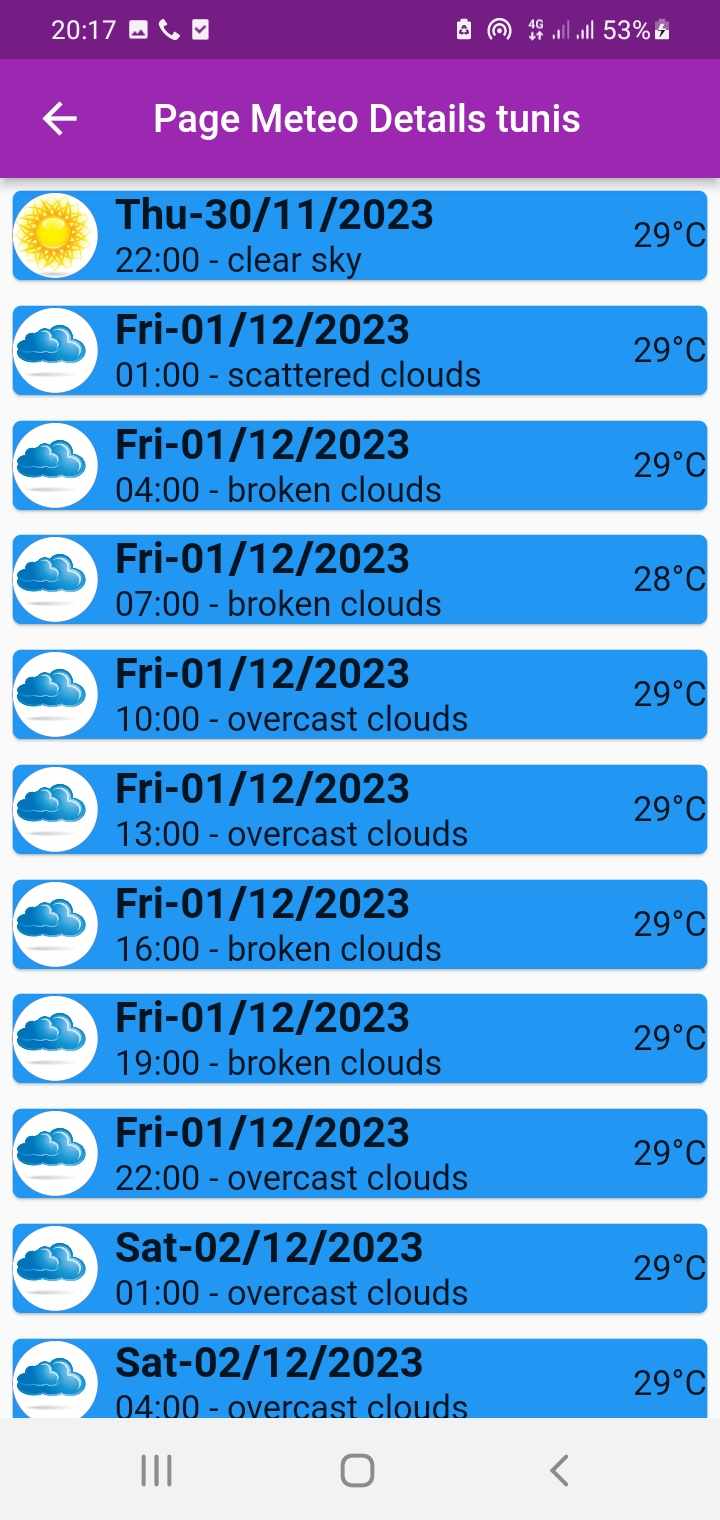 20:17 4G 53%
Page Meteo Details tunis
Thu-30/11/2023
22:00 - clear sky
29°C
Fri-01/12/2023
01:00 - scattered clouds
29°C
Fri-01/12/2023
04:00 - broken clouds
29°C
Fri-01/12/2023
07:00 - broken clouds
28°C
Fri-01/12/2023
10:00 - overcast clouds
29°C
Fri-01/12/2023
13:00 - overcast clouds
29°C
Fri-01/12/2023
16:00 - broken clouds
29°C
Fri-01/12/2023
19:00 - broken clouds
29°C
Fri-01/12/2023
22:00 - overcast clouds
29°C
Sat-02/12/2023
01:00 - overcast clouds
29°C
Sat-02/12/2023
04:00 - overcast clouds
29°C